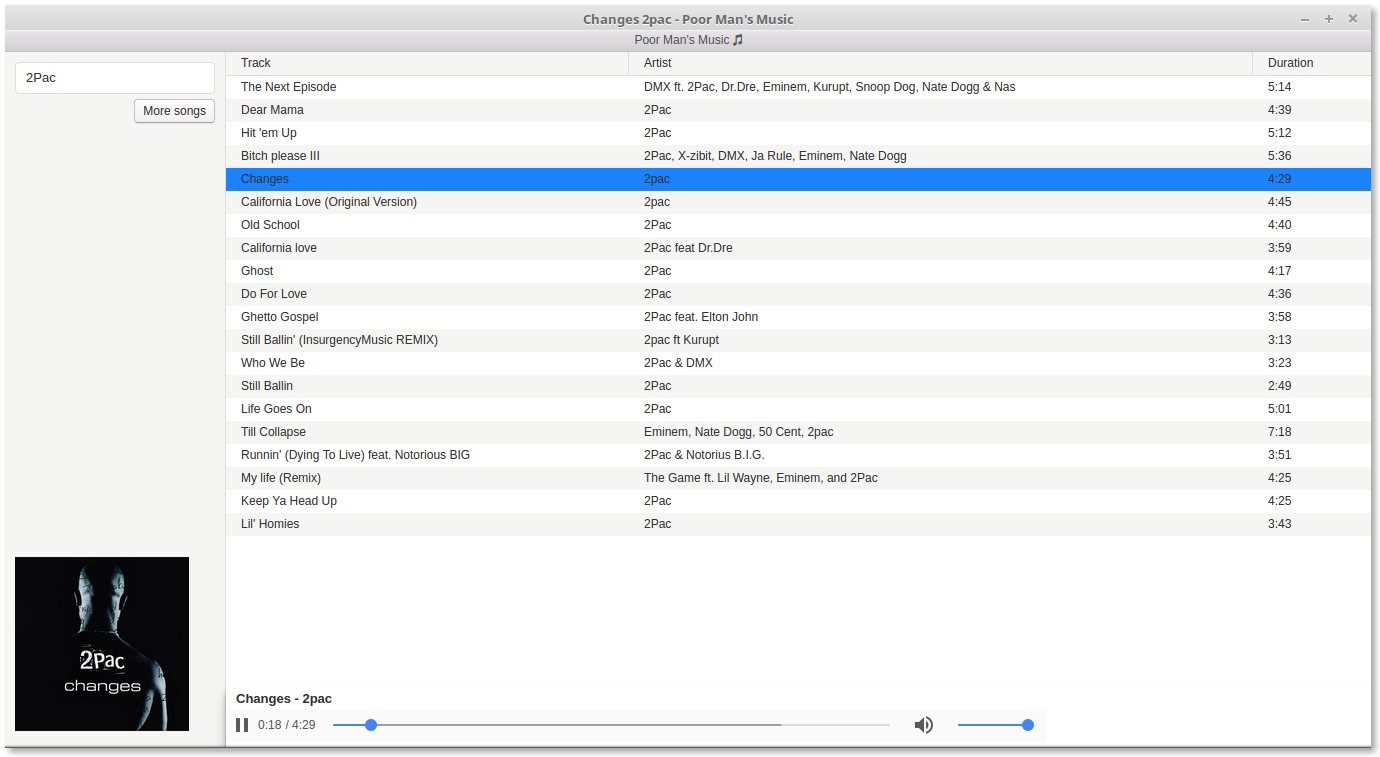 Changes 2pac - Poor Man's Music
Poor Man's Music
2Pac
More songs
Track Artist Duration
The Next Episode DMX ft. 2Pac, Dr.Dre, Eminem, Kurupt, Snoop Dog, Nate Dogg & Nas 5:14
Dear Mama 2Pac 4:39
Hit 'em Up 2Pac 5:12
Bitch please III 2Pac, X-zibit, DMX, Ja Rule, Eminem, Nate Dogg 5:36
Changes 2pac 4:29
California Love (Original Version) 2pac 4:45
Old School 2Pac 4:40
California love 2Pac feat Dr.Dre 3:59
Ghost 2Pac 4:17
Do For Love 2Pac 4:36
Ghetto Gospel 2Pac feat. Elton John 3:58
Still Ballin' (InsurgencyMusic REMIX) 2pac ft Kurupt 3:13
Who We Be 2Pac & DMX 3:23
Still Ballin 2Pac 2:49
Life Goes On 2Pac 5:01
Till Collapse Eminem, Nate Dogg, 50 Cent, 2pac 7:18
Runnin' (Dying To Live) feat. Notorious BIG 2Pac & Notorius B.I.G. 3:51
My life (Remix) The Game ft. Lil Wayne, Eminem, and 2Pac 4:25
Keep Ya Head Up 2Pac 4:25
Lil' Homies 2Pac 3:43
2Pac
changes
Changes - 2pac
0:18 / 4:29